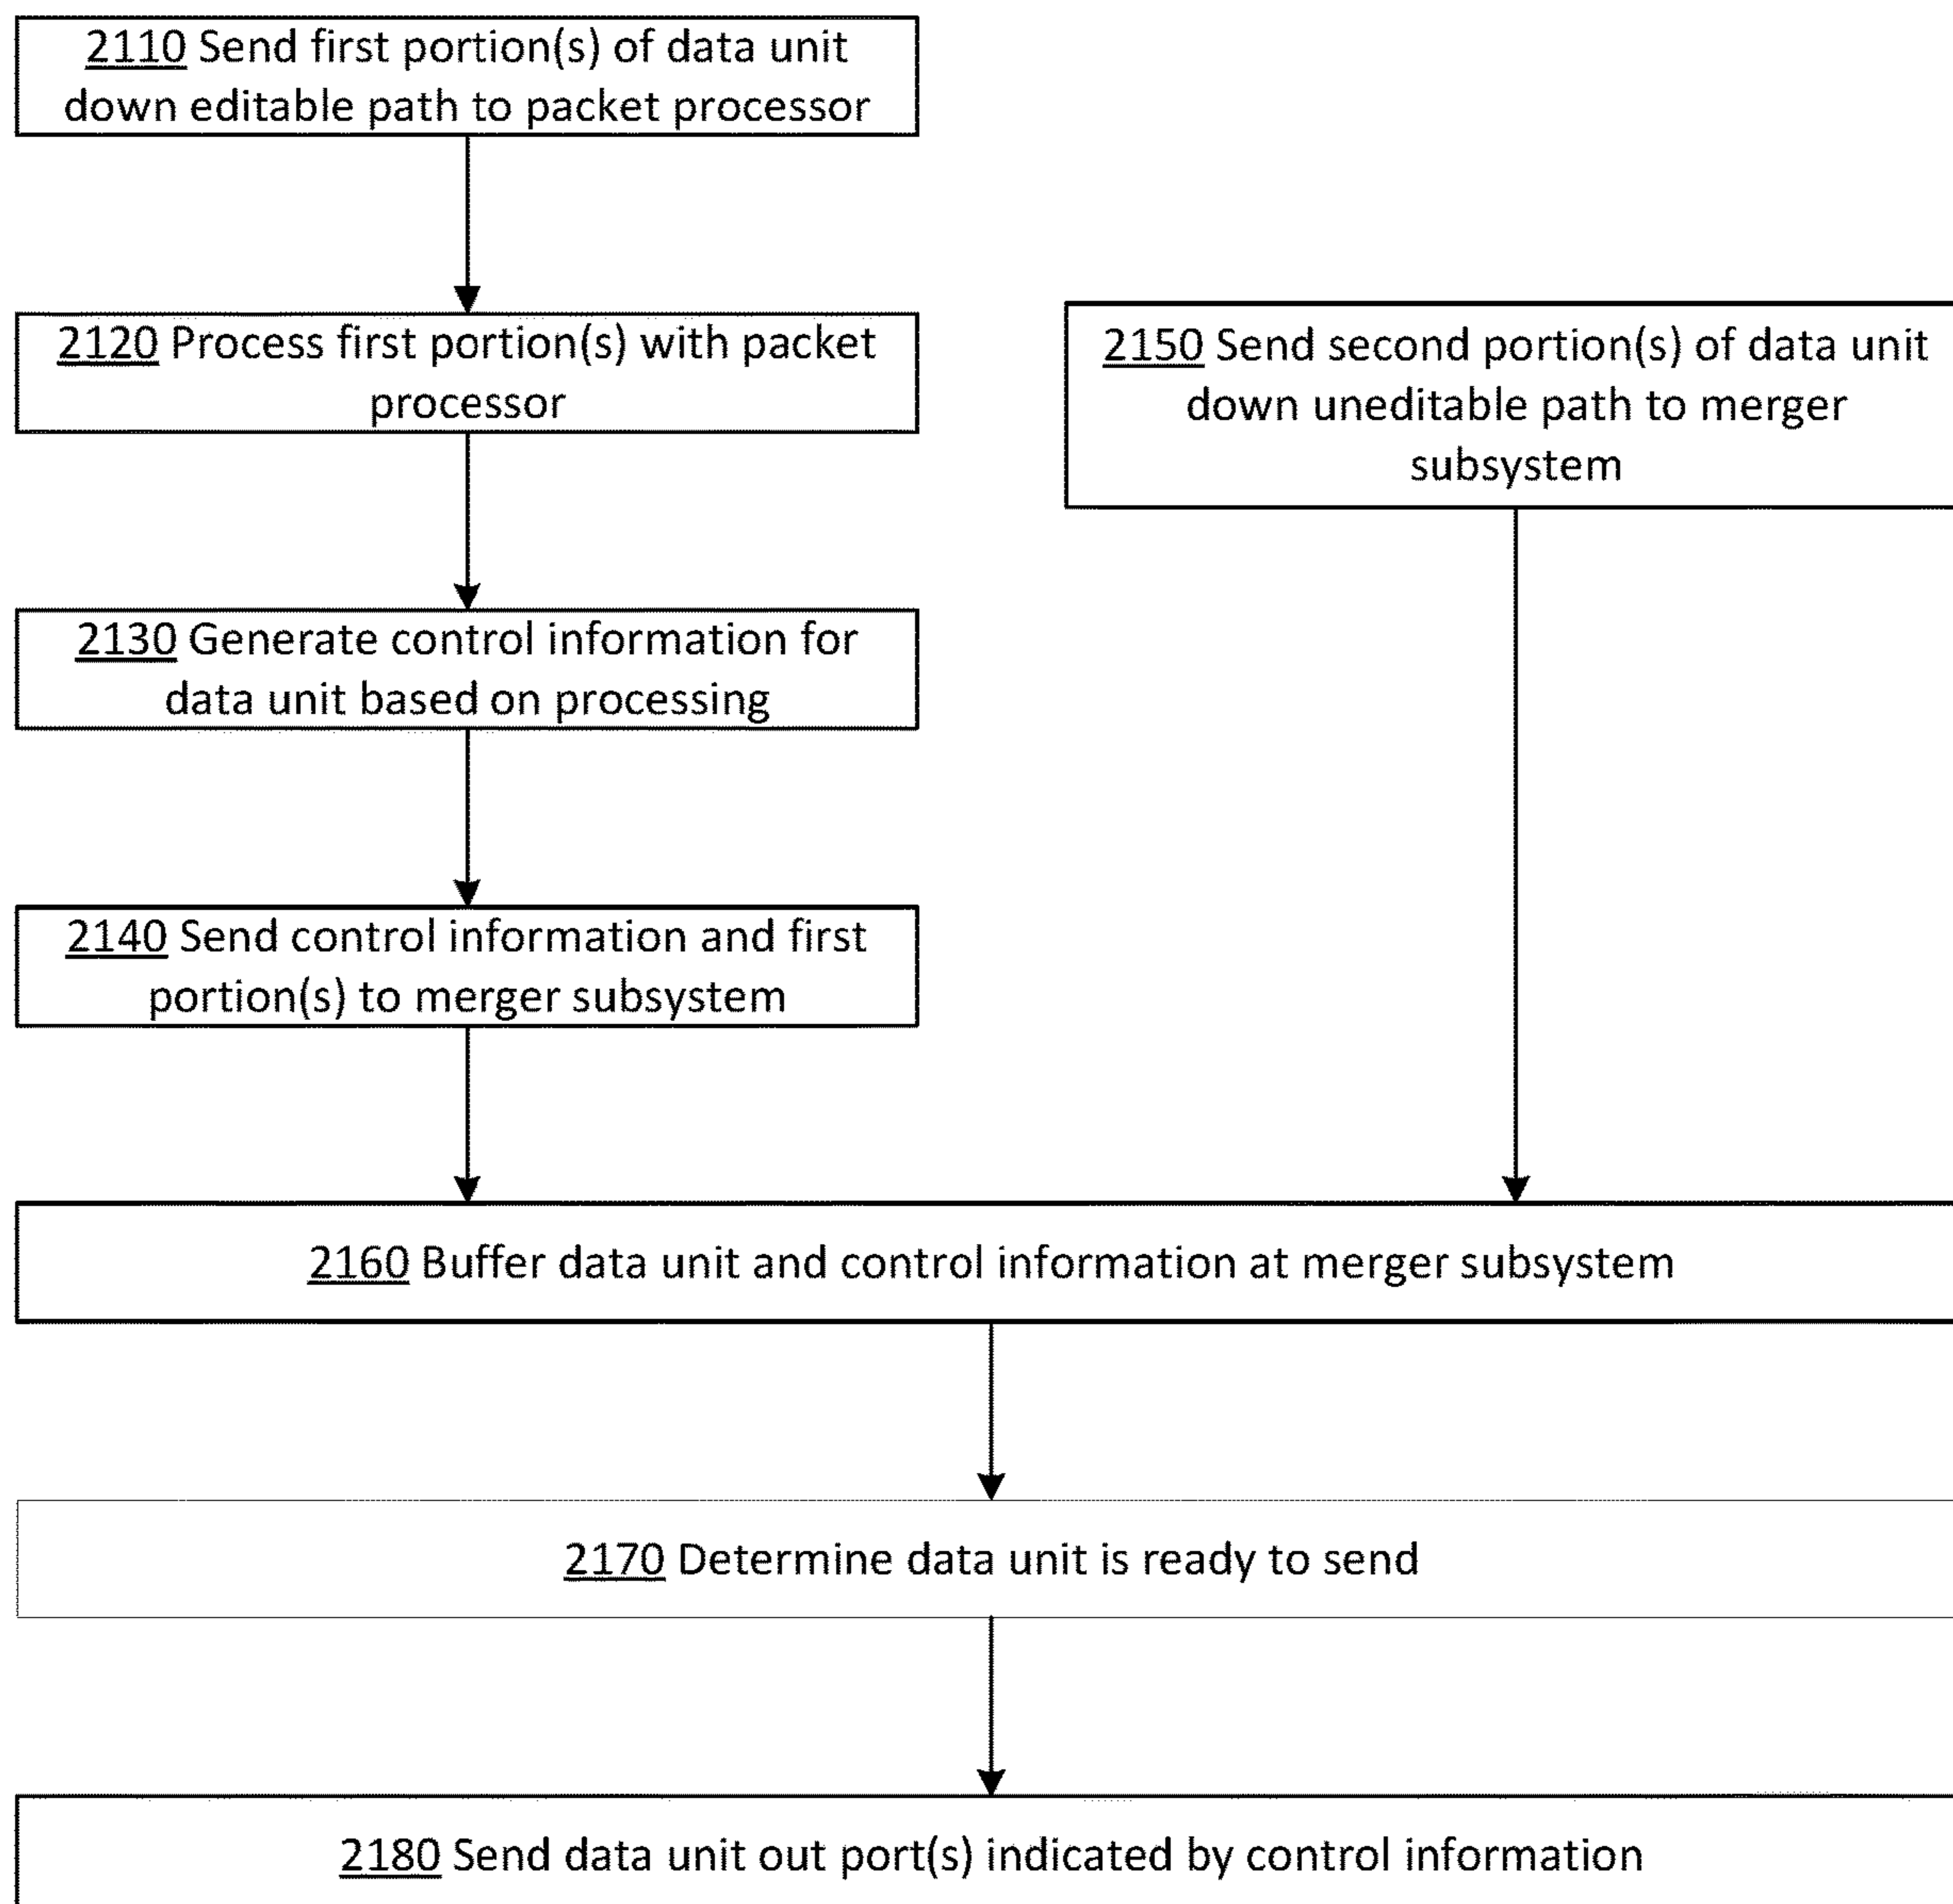 2110 Send first portion(s) of data unit
down editable path to packet processor
2120 Process first portion(s) with packet
processor
2130 Generate control information for
data unit based on processing
2140 Send control information and first
portion(s) to merger subsystem
2150 Send second portion(s) of data unit
down uneditable path to merger
subsystem
2160 Buffer data unit and control information at merger subsystem
2170 Determine data unit is ready to send
2180 Send data unit out port(s) indicated by control information